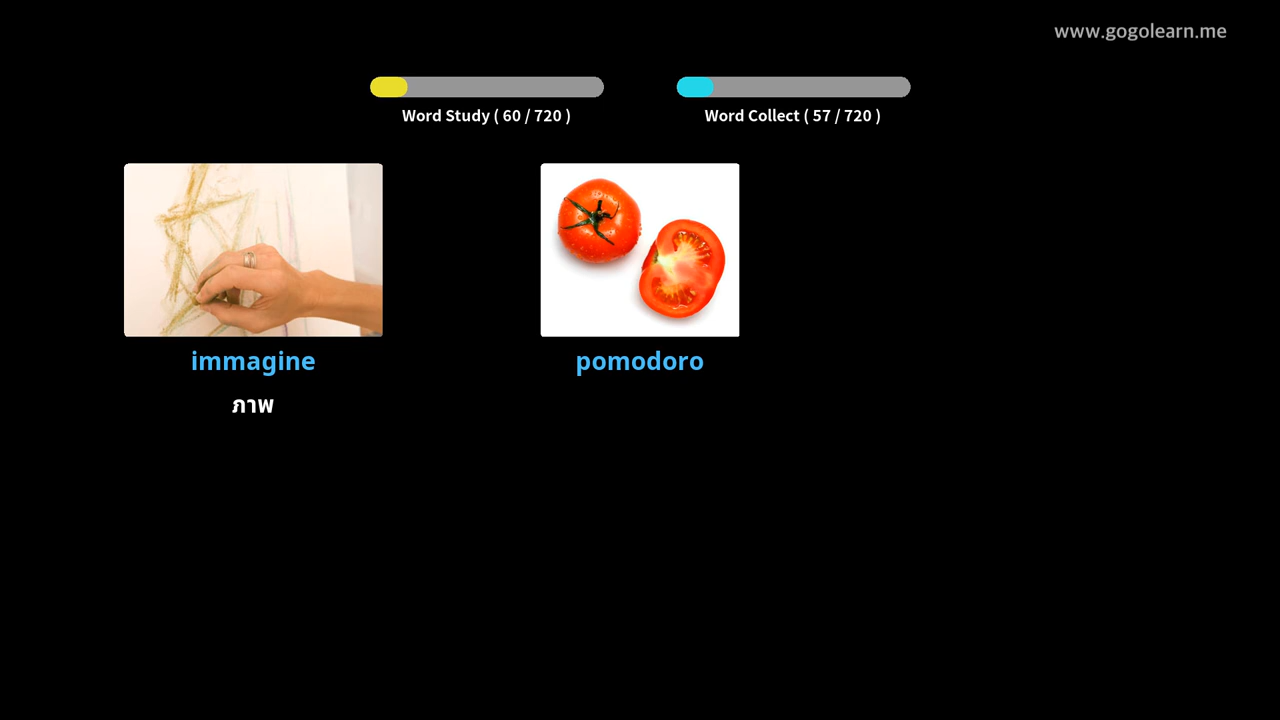 www.gogolearn.me
Word Study ( 60 / 720 )
Word Collect ( 57 / 720 )
immagine
pomodoro
ภาพ